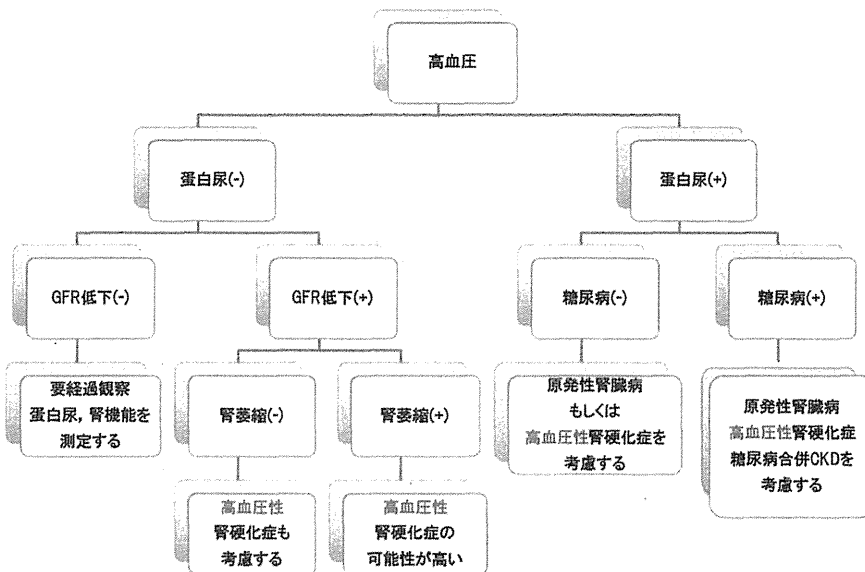 高血圧
蛋白尿(-)
蛋白尿(+)
GFR低下(-)
GFR低下(+)
糖尿病(-)
糖尿病(+)
要経過観察
蛋白尿，腎機能を
測定する
腎萎縮(-)
腎萎縮(+)
原発性腎臓病
もしくは
高血圧性腎硬化症を
考慮する
原発性腎臓病
高血圧性腎硬化症
糖尿病合併CKDを
考慮する
高血圧性
腎硬化症も
考慮する
高血圧性
腎硬化症の
可能性が高い